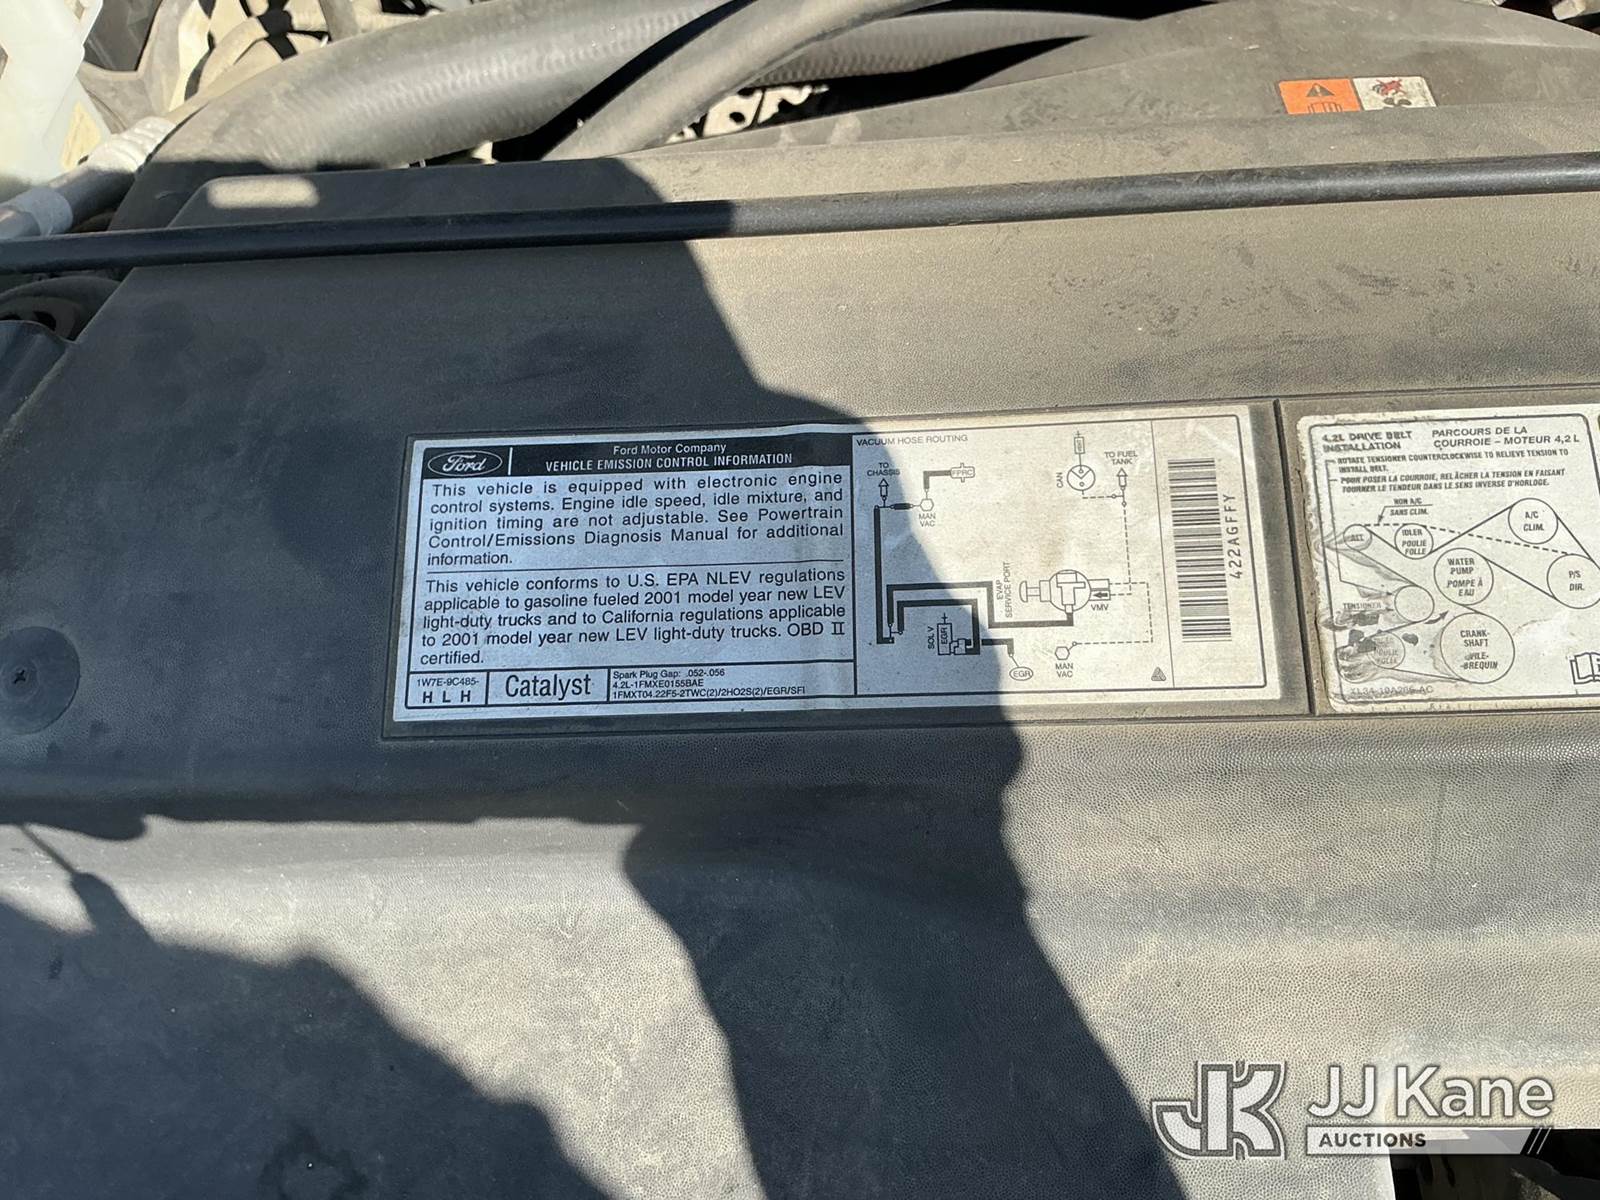 Ford
Ford Motor Company
VEHICLE EMISSION CONTROL INFORMATION
This vehicle is equipped with electronic engine
control systems. Engine idle speed, idle mixture, and
ignition timing are not adjustable. See Powertrain
Control/Emissions Diagnosis Manual for additional
information.
This vehicle conforms to U.S. EPA NLEV regulations
applicable to gasoline fueled 2001 model year new LEV
light-duty trucks and to California regulations applicable
to 2001 model year new LEV light-duty trucks. OBD II
certified.
1W7E-9C485-
H L H
Catalyst
Spark Plug Gap: .052-.056
4.2L-1FMXE0155BAE
1FMXT04.22F5-2TWC(2)/2HO2S(2)/EGR/SFI
VACUUM HOSE ROUTING
TO
CHASSIS
FPRC
MAN
VAC
CAN
TO FUEL
TANK
EVAP
SERVICE PORT
VMV
SOL V
EGR
EGR
MAN
VAC
422AGFFY
4.2L DRIVE BELT
INSTALLATION
PARCOURS DE LA
COURROIE – MOTEUR 4,2 L
ROTATE TENSIONER COUNTERCLOCKWISE TO RELIEVE TENSION TO
INSTALL BELT.
POUR POSER LA COURROIE, RELÂCHER LA TENSION EN FAISANT
TOURNER LE TENDEUR DANS LE SENS INVERSE D'HORLOGE.
NON A/C
SANS CLIM.
ALT.
IDLER
POULIE
FOLLE
A/C
CLIM.
WATER
PUMP
POMPE À
EAU
P/S
DIR.
TENSIONER
CRANK-
SHAFT
VILE-
BREQUIN
POULIE
FOLLE
JK
JJ Kane
AUCTIONS